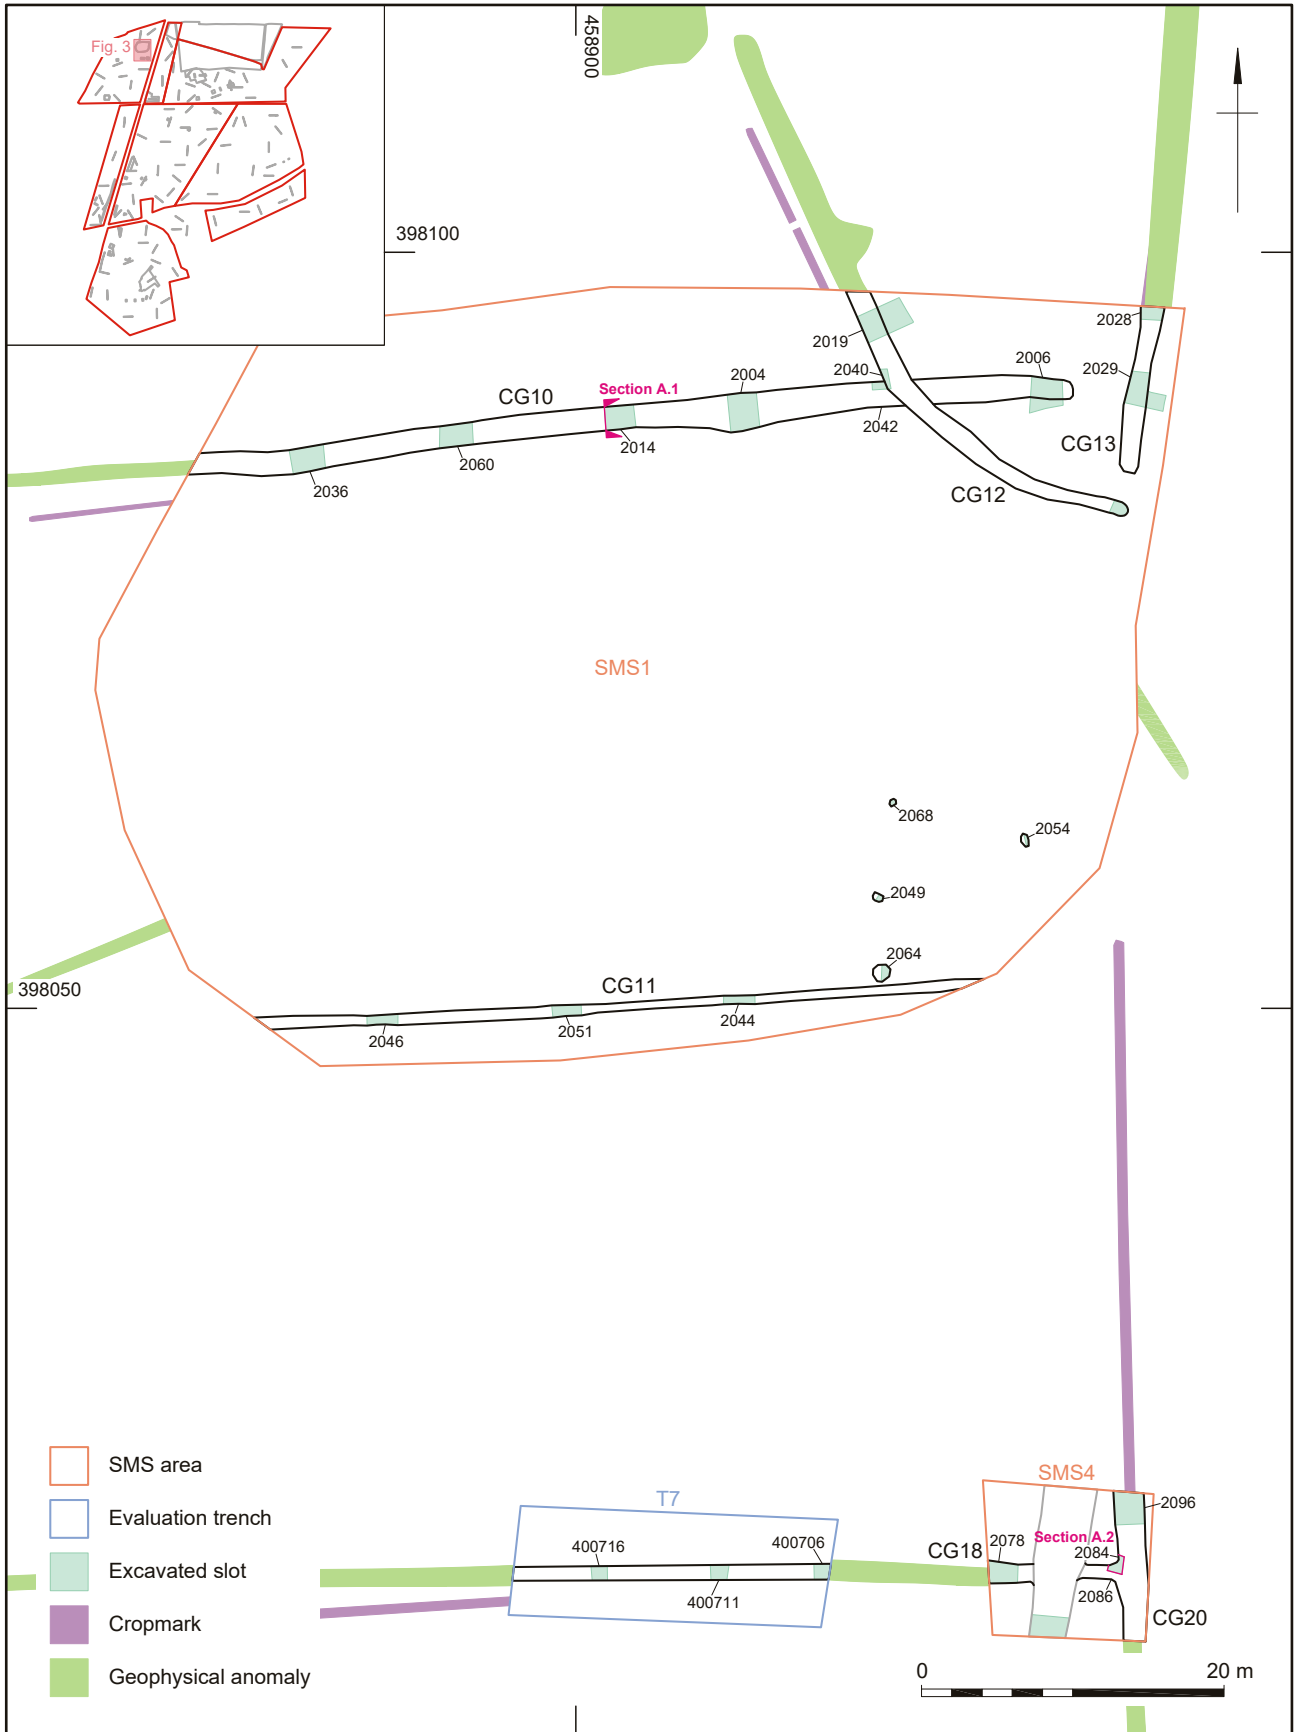 Fig. 3
458900
398100
2028
2019
2040
2006
2029
Section A.1
2004
CG10
2042
CG13
2014
2060
2036
CG12
SMS1
2068
2054
2049
2064
CG11
398050
2044
2051
2046
SMS area
Evaluation trench
Excavated slot
Cropmark
Geophysical anomaly
T7
400716
400706
400711
SMS4
2096
Section A.2
CG18
2078
2084
2086
CG20
0
20 m